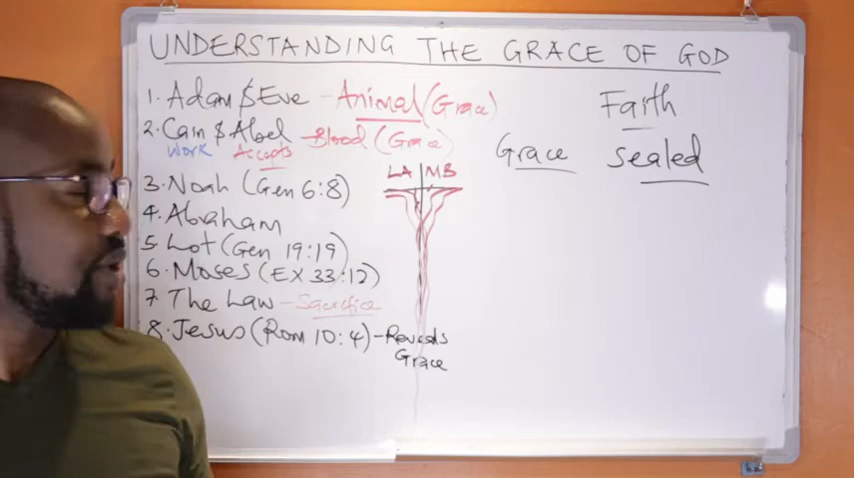 UNDERSTANDING THE GRACE OF GOD
1. Adam & Eve - Animal (Grace)
2. Cain & Abel - Blood (Grace)
Work Accepts
3. Noah (Gen 6:8)
4. Abraham
5. Lot (Gen 19:19)
6. Moses (EX 33:12)
7. The Law - Sacrifice
8. Jesus (Rom 10:4) - Reveals
Grace
LA MB
Faith
Grace sealed